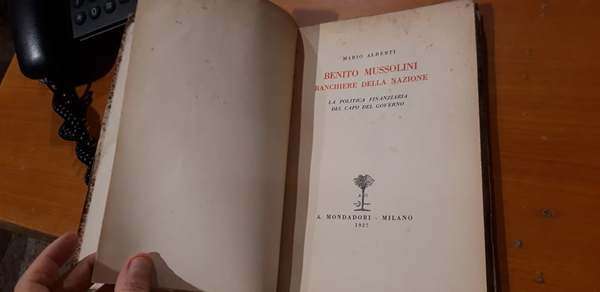 MARIO ALBERTI
BENITO MUSSOLINI
BANCHIERE DELLA NAZIONE
LA POLITICA FINANZIARIA
DEL CAPO DEL GOVERNO
A. MONDADORI - MILANO
1927